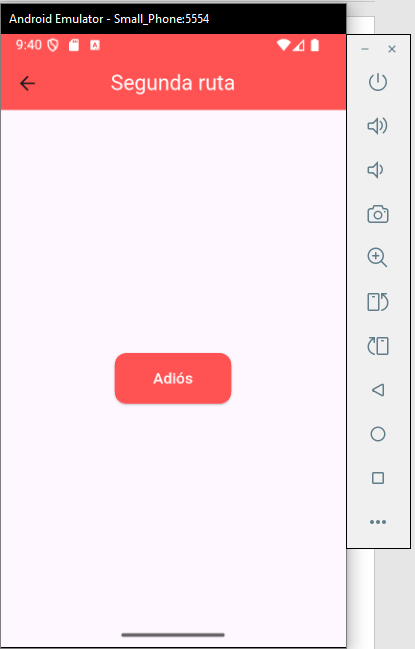 Android Emulator - Small_Phone:5554
9:40 A
Segunda ruta
Adiós